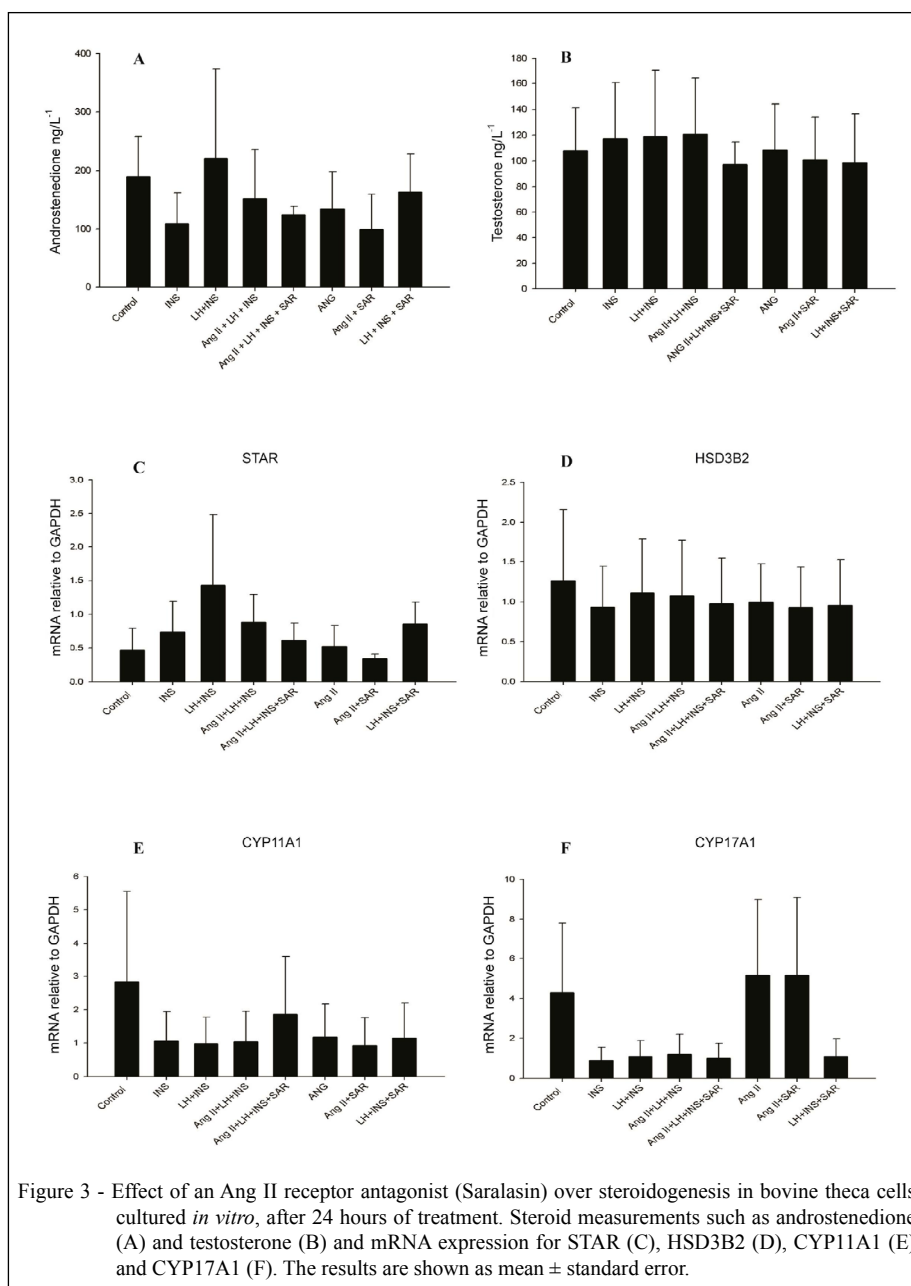 A
Androstenedione ng/L-1
400
300
200
100
0
Control
INS
LH+INS
Ang II + LH + INS
Ang II + LH + INS + SAR
ANG
Ang II + SAR
LH + INS + SAR
B
Testosterone ng/L-1
180
160
140
120
100
80
60
40
20
0
Control
INS
LH+INS
Ang II+LH+INS
ANG II+LH+INS+SAR
ANG
Ang II+SAR
LH+INS+SAR
C
STAR
mRNA relative to GAPDH
3.0
2.5
2.0
1.5
1.0
0.5
0.0
Control
INS
LH+INS
Ang II+LH+INS
Ang II+LH+INS+SAR
Ang II
Ang II+SAR
LH+INS+SAR
D
HSD3B2
mRNA relative to GAPDH
2.5
2.0
1.5
1.0
0.5
0.0
Control
INS
LH+INS
Ang II+LH+INS
Ang II+LH+INS+SAR
Ang II
Ang II+SAR
LH+INS+SAR
E
CYP11A1
mRNA relative to GAPDH
6
5
4
3
2
1
0
Control
INS
LH+INS
Ang II+LH+INS
Ang II+LH+INS+SAR
ANG
Ang II+SAR
LH+INS+SAR
F
CYP17A1
mRNA relative to GAPDH
10
8
6
4
2
0
Control
INS
LH+INS
Ang II+LH+INS
Ang II+LH+INS+SAR
Ang II
Ang II+SAR
LH+INS+SAR
Figure 3 - Effect of an Ang II receptor antagonist (Saralasin) over steroidogenesis in bovine theca cells
cultured in vitro, after 24 hours of treatment. Steroid measurements such as androstenedione
(A) and testosterone (B) and mRNA expression for STAR (C), HSD3B2 (D), CYP11A1 (E)
and CYP17A1 (F). The results are shown as mean ± standard error.